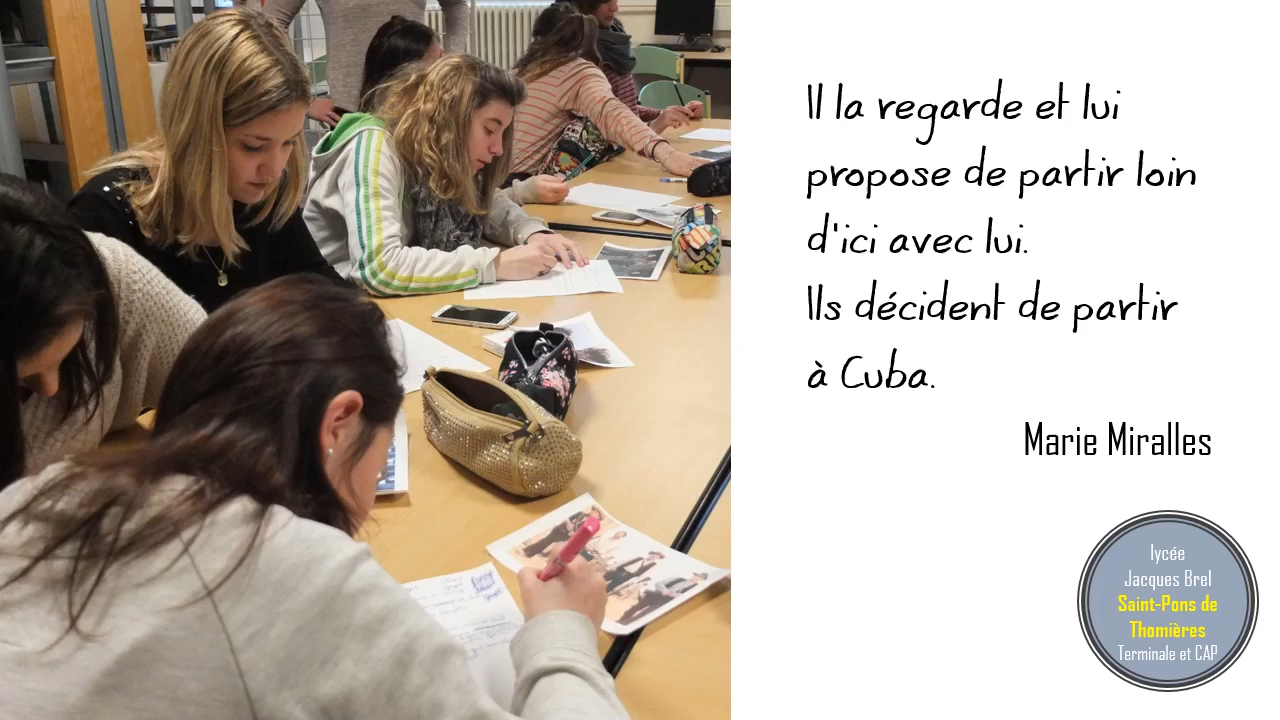 Il la regarde et lui
propose de partir loin
d'ici avec lui.
Ils décident de partir
à Cuba.
Marie Miralles
lycée
Jacques Brel
Saint-Pons de
Thomières
Terminale et CAP